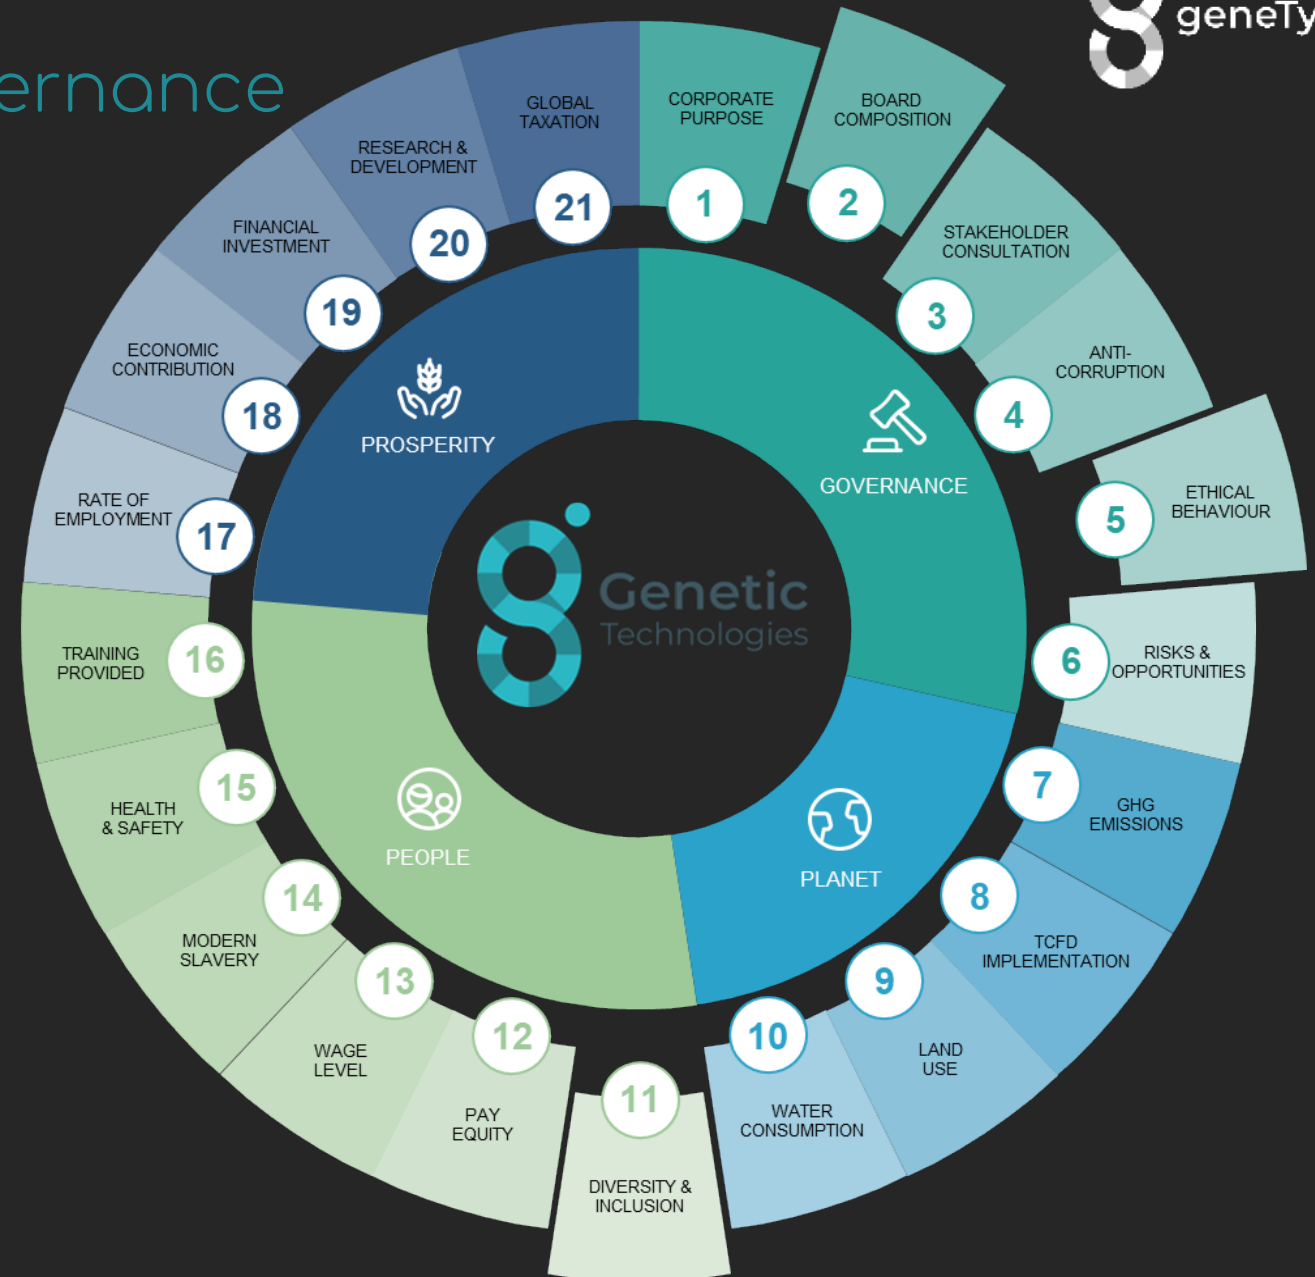 ernance
geneTy
CORPORATE
PURPOSE
1
BOARD
COMPOSITION
2
STAKEHOLDER
CONSULTATION
3
ANTI-
CORRUPTION
4
ETHICAL
BEHAVIOUR
5
RISKS &
OPPORTUNITIES
6
GHG
EMISSIONS
7
TCFD
IMPLEMENTATION
8
LAND
USE
9
WATER
CONSUMPTION
10
DIVERSITY &
INCLUSION
11
PAY
EQUITY
12
WAGE
LEVEL
13
MODERN
SLAVERY
14
HEALTH
& SAFETY
15
TRAINING
PROVIDED
16
RATE OF
EMPLOYMENT
17
ECONOMIC
CONTRIBUTION
18
FINANCIAL
INVESTMENT
19
RESEARCH &
DEVELOPMENT
20
GLOBAL
TAXATION
21
PROSPERITY
GOVERNANCE
PEOPLE
PLANET
Genetic
Technologies